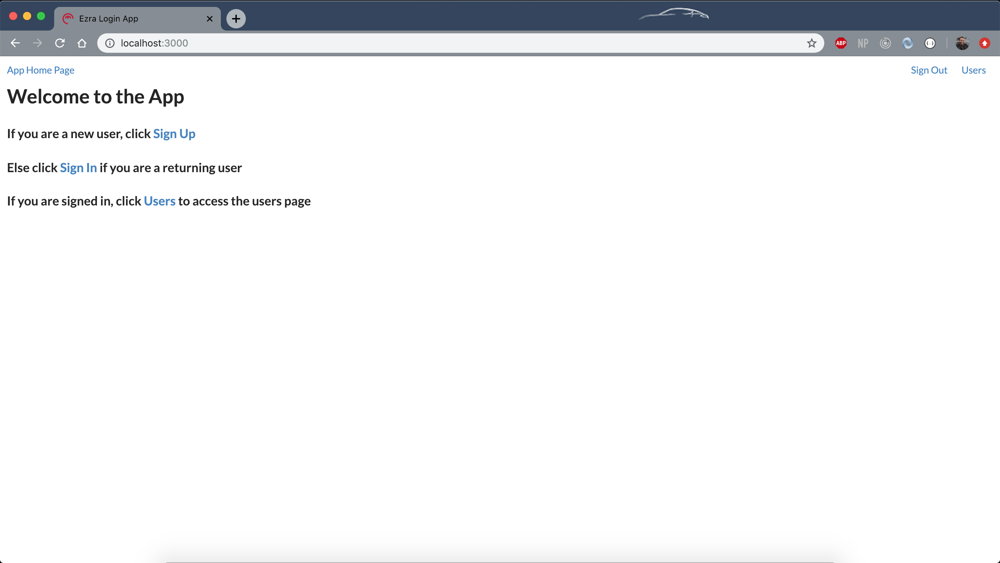 Ezra Login App
localhost:3000
ABP NP {...}
App Home Page Sign Out Users
Welcome to the App
If you are a new user, click Sign Up
Else click Sign In if you are a returning user
If you are signed in, click Users to access the users page